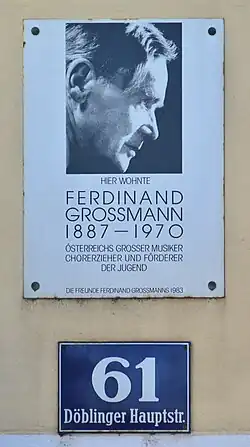 HIER WOHNTE
FERDINAND
GROSSMANN
1887–1970
ÖSTERREICHS GROSSER MUSIKER
CHORERZIEHER UND FÖRDERER
DER JUGEND
DIE FREUNDE FERDINAND GROSSMANNS 1983
61
Döblinger Hauptstr.